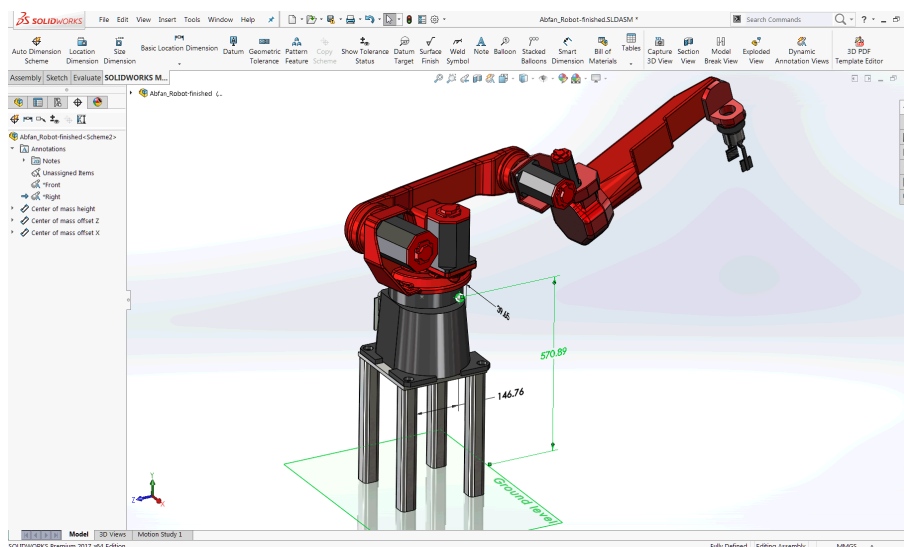 SOLIDWORKS File Edit View Insert Tools Window Help Abfan_Robot-finished.SLDASM * Search Commands ?
Auto Dimension Scheme
Location Dimension
Size Dimension
Basic Location Dimension
Datum
Geometric Tolerance
Pattern Feature
Copy Scheme
Show Tolerance Status
Datum Target
Surface Finish
Weld Symbol
Note
Balloon
Stacked Balloons
Smart Dimension
Bill of Materials
Tables
Capture 3D View
Section View
Model Break View
Exploded View
Dynamic Annotation Views
3D PDF Template Editor
Assembly Sketch Evaluate SOLIDWORKS M...
Abfan_Robot-finished (..
Abfan_Robot-finished<Scheme2>
Annotations
Notes
Unassigned Items
*Front
*Right
Center of mass height
Center of mass offset Z
Center of mass offset X
570.89
146.76
Ground level
Y
Z
X
Model 3D Views Motion Study 1
SOLIDWORKS Premium 2017 x64 Edition Fully Defined Editing Assembly MMGS